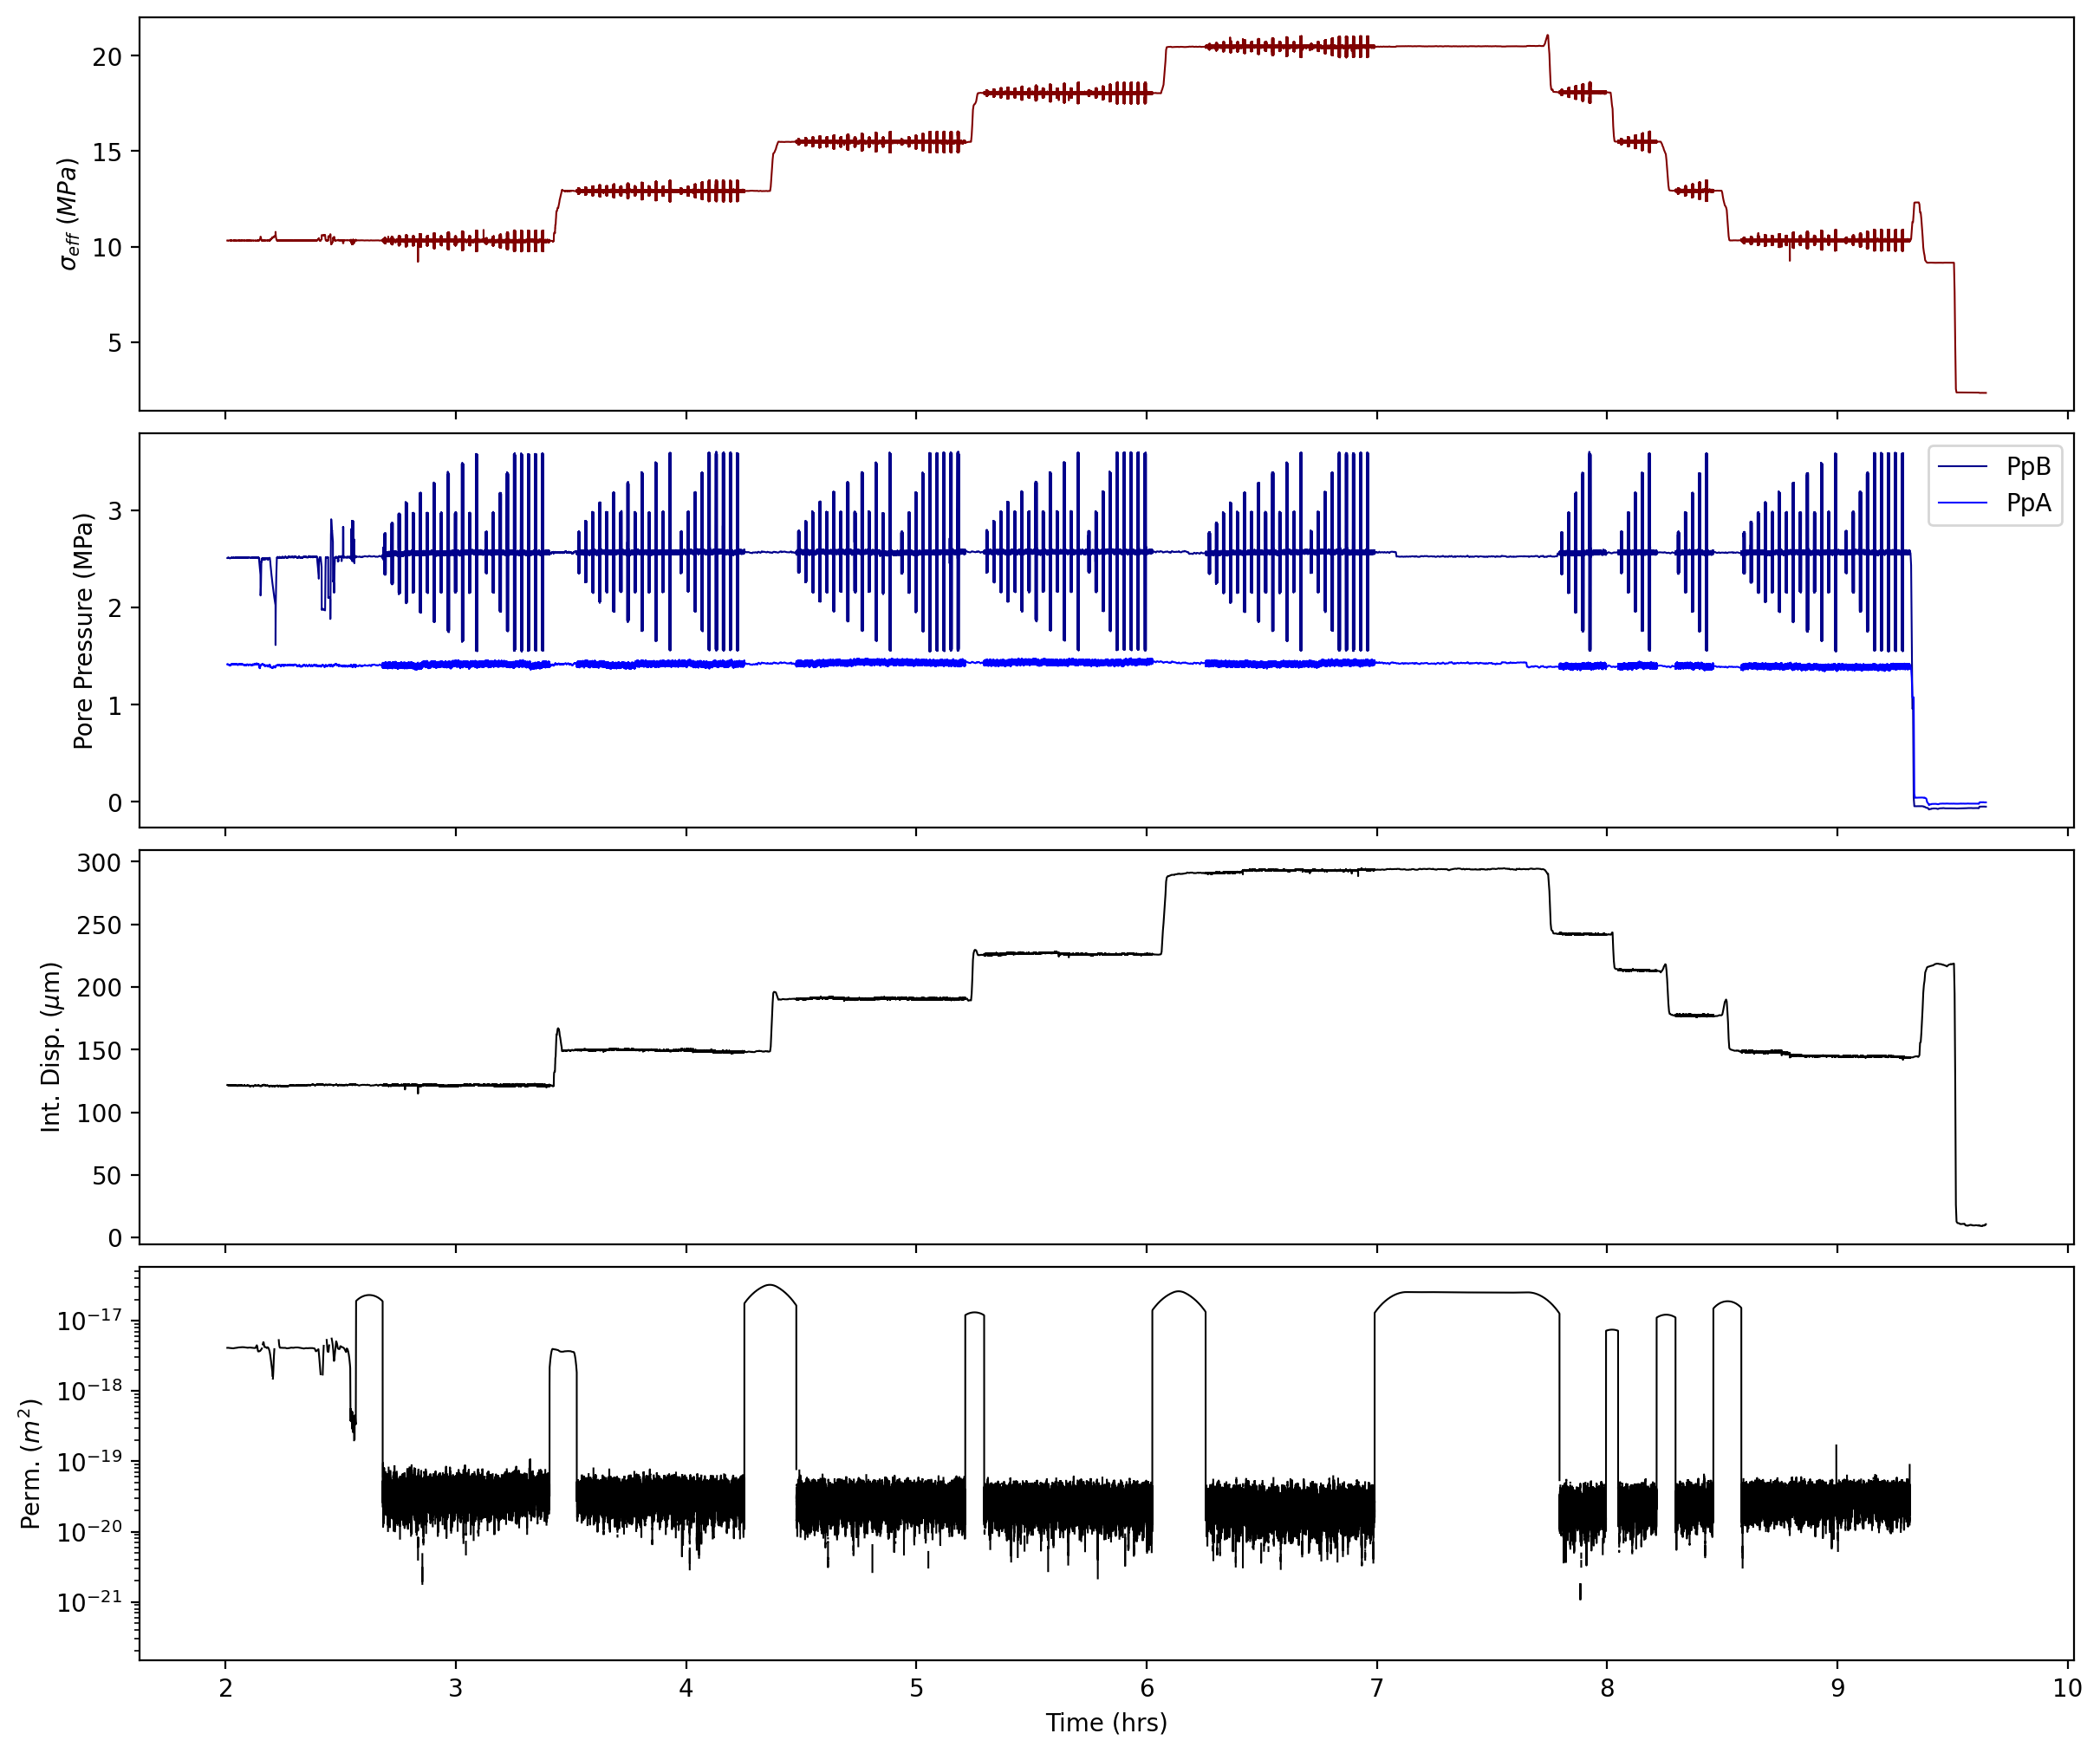 σ_eff (MPa)
20
15
10
5
Pore Pressure (MPa)
3
2
1
0
PpB
PpA
Int. Disp. (μm)
300
250
200
150
100
50
0
Perm. (m²)
10⁻¹⁷
10⁻¹⁸
10⁻¹⁹
10⁻²⁰
10⁻²¹
2 3 4 5 6 7 8 9 10
Time (hrs)